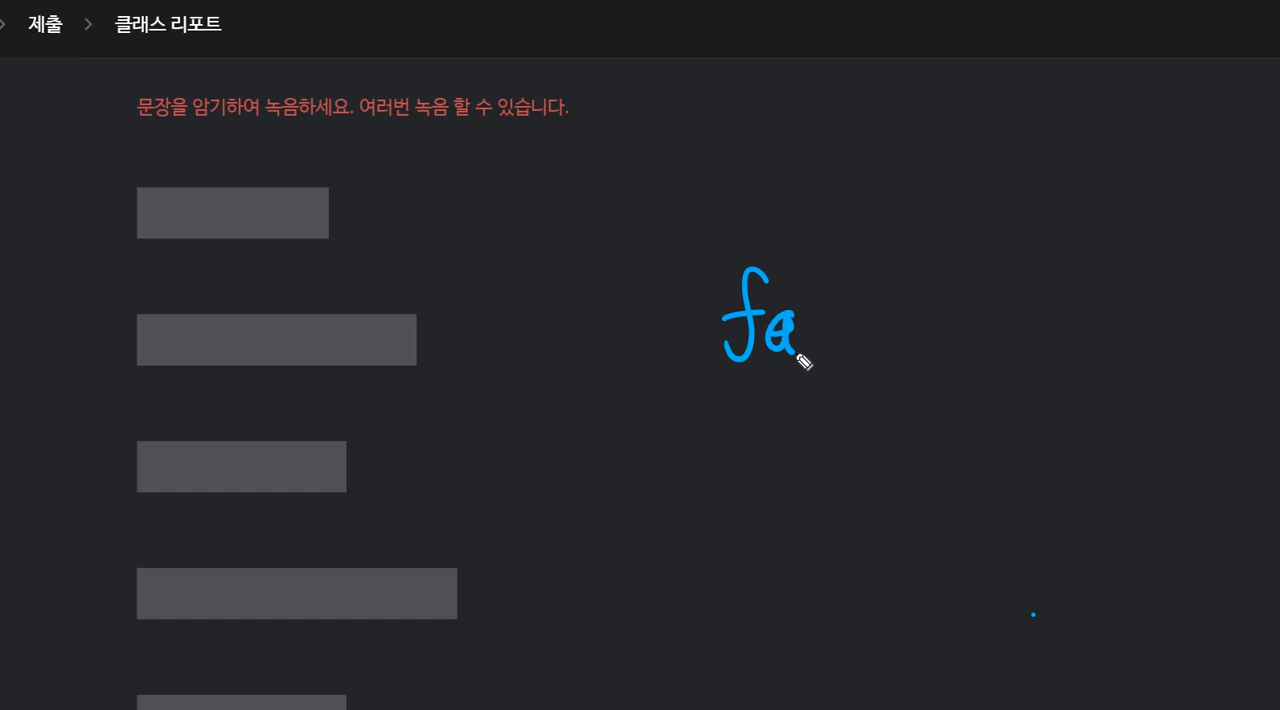 제출 > 클래스 리포트
문장을 암기하여 녹음하세요. 여러번 녹음 할 수 있습니다.
fa